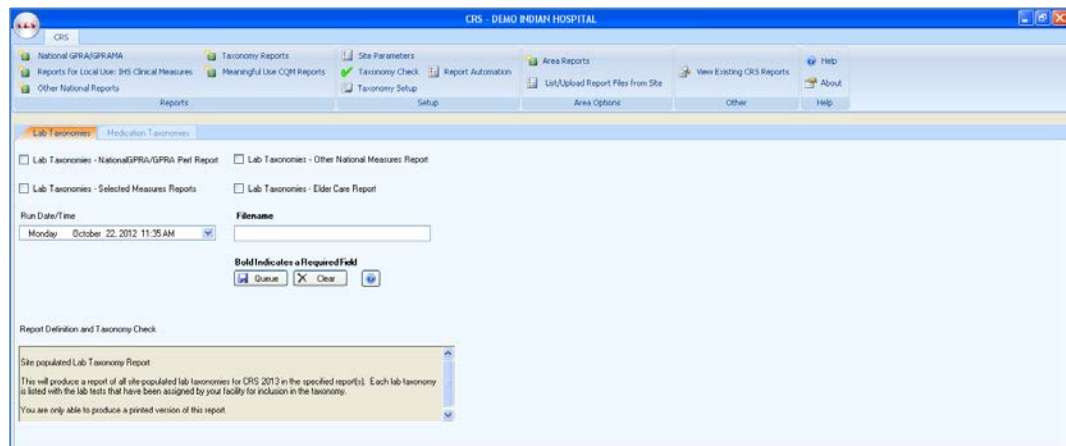 CRS - DEMO INDIAN HOSPITAL
CRS
National GPRA/GPRAMA
Reports for Local Use: IHS Clinical Measures
Other National Reports
Taxonomy Reports
Meaningful Use CQM Reports
Reports
Site Parameters
Taxonomy Check
Report Automation
Taxonomy Setup
Setup
Area Reports
List/Upload Report Files from Site
Area Options
View Existing CRS Reports
Other
Help
About
Help
Lab Taxonomies
Medication Taxonomies
Lab Taxonomies - NationalGPRA/GPRA Perf Report
Lab Taxonomies - Other National Measures Report
Lab Taxonomies - Selected Measures Reports
Lab Taxonomies - Elder Care Report
Run Date/Time
Filename
Monday October 22, 2012 11:35 AM
Bold Indicates a Required Field
Queue
Clear
Report Definition and Taxonomy Check
Site populated Lab Taxonomy Report
This will produce a report of all site-populated lab taxonomies for CRS 2013 in the specified report(s). Each lab taxonomy
is listed with the lab tests that have been assigned by your facility for inclusion in the taxonomy.
You are only able to produce a printed version of this report.